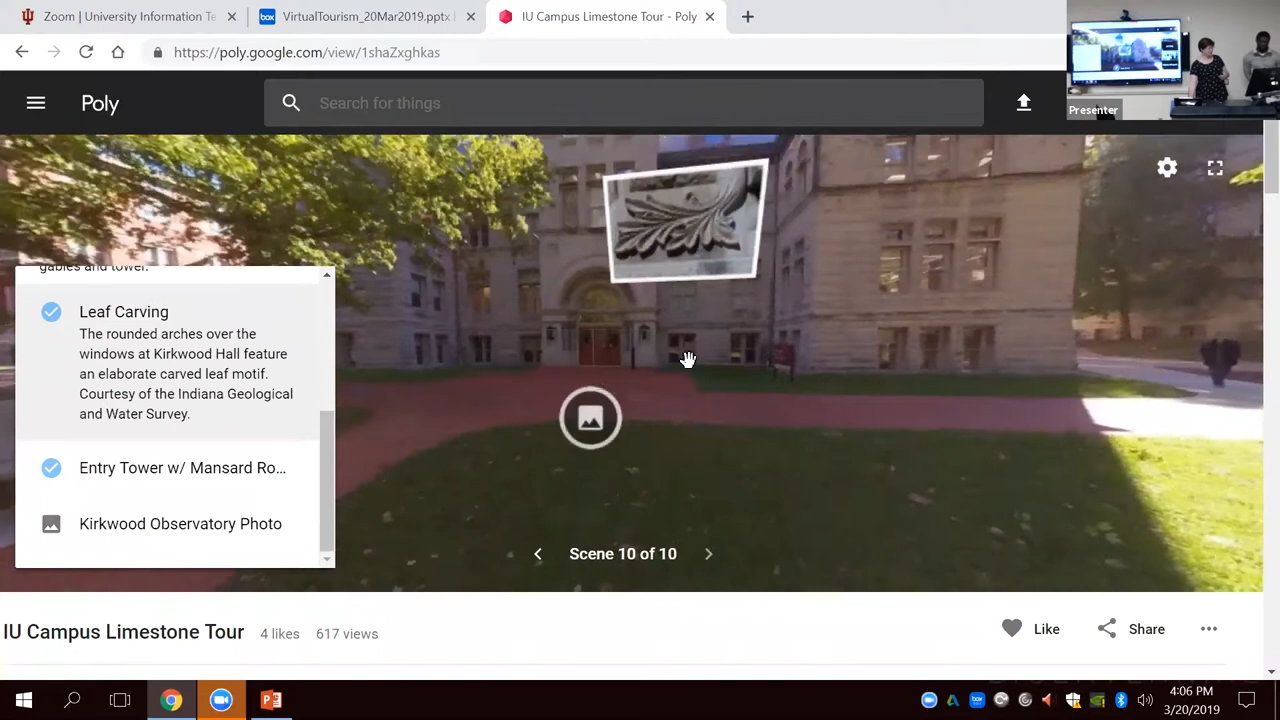 Zoom | University Information Te
VirtualTourism_20Mar2019.pptx
IU Campus Limestone Tour - Poly
https://poly.google.com/view/1sha2xqhkas
Poly
Search for things
Presenter
gables and tower.
Leaf Carving
The rounded arches over the
windows at Kirkwood Hall feature
an elaborate carved leaf motif.
Courtesy of the Indiana Geological
and Water Survey.
Entry Tower w/ Mansard Ro...
Kirkwood Observatory Photo
Scene 10 of 10
IU Campus Limestone Tour
4 likes
617 views
Like
Share
4:06 PM
3/20/2019